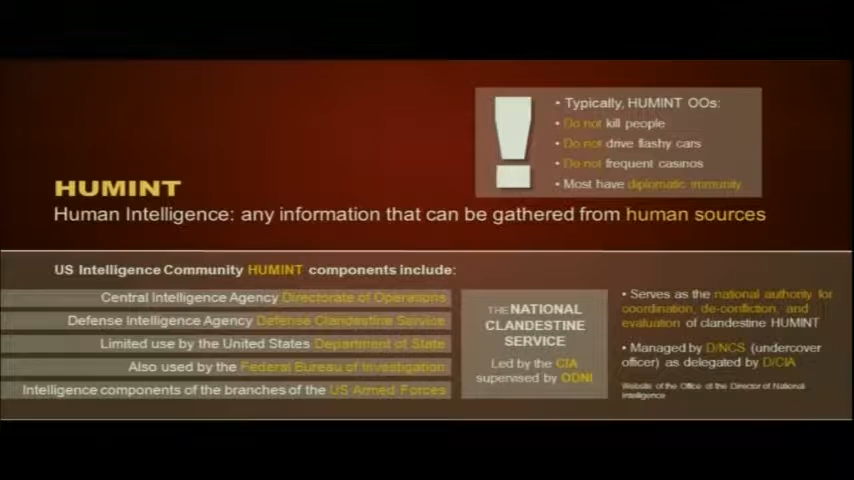 • Typically, HUMINT OOs:
• Do not kill people
• Do not drive flashy cars
• Do not frequent casinos
• Most have diplomatic immunity
HUMINT
Human Intelligence: any information that can be gathered from human sources
US Intelligence Community HUMINT components include:
Central Intelligence Agency Directorate of Operations
Defense Intelligence Agency Defense Clandestine Service
Limited use by the United States Department of State
Also used by the Federal Bureau of Investigation
Intelligence components of the branches of the US Armed Forces
THE NATIONAL
CLANDESTINE
SERVICE
Led by the CIA
supervised by ODNI
• Serves as the national authority for
coordination, de-confliction, and
evaluation of clandestine HUMINT
• Managed by D/NCS (undercover
officer) as delegated by D/CIA
Website of the Office of the Director of National
Intelligence